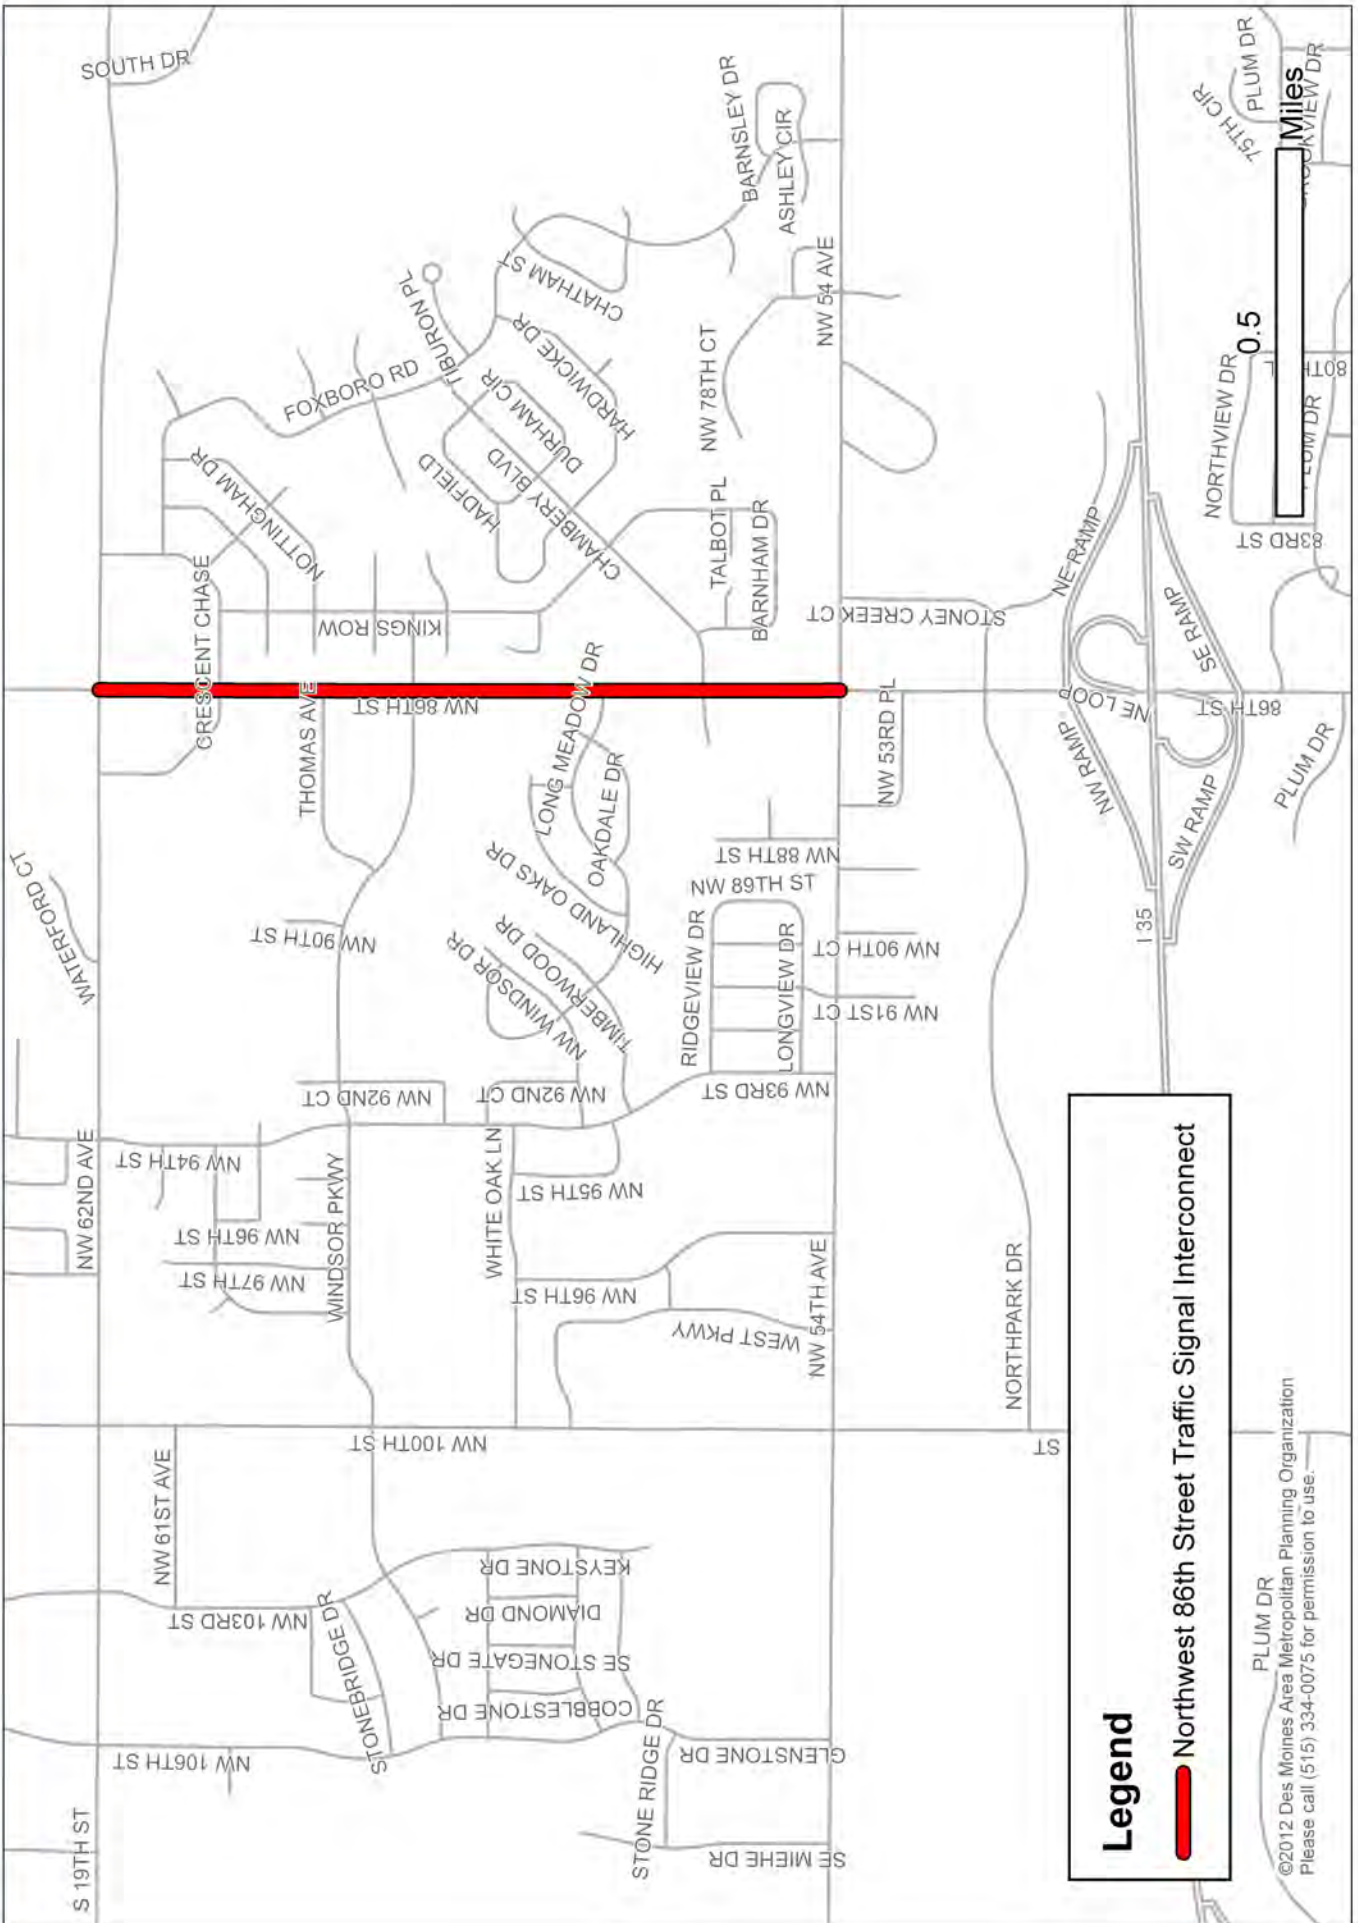 SOUTH DR
WATERFORD CT
NW 62ND AVE
S 19TH ST
CRESCENT CHASE
NOTTINGHAM DR
FOXBORO RD
TIBURON PL
CHATHAM ST
HARDWICKE DR
DURHAM CIR
HADFIELD
CHAMBERY BLVD
BARNSLEY DR
ASHLEY CIR
NW 54 AVE
NW 78TH CT
TALBOT PL
BARNHAM DR
KINGS ROW
THOMAS AVE
NW 86TH ST
LONG MEADOW DR
OAKDALE DR
HIGHLAND OAKS DR
TIMBERWOOD DR
NW WINDSOR DR
NW 90TH ST
NW 88TH ST
NW 89TH ST
RIDGEVIEW DR
LONGVIEW DR
NW 90TH CT
NW 91ST CT
NW 53RD PL
STONEY CREEK CT
NW 92ND CT
NW 92ND CT
NW 93RD ST
NW 94TH ST
NW 95TH ST
NW 96TH ST
NW 97TH ST
WINDSOR PKWY
WHITE OAK LN
NW 96TH ST
WEST PKWY
NW 54TH AVE
NORTHPARK DR
NW 100TH ST
ST
NW 61ST AVE
NW 103RD ST
STONEBRIDGE DR
KEYSTONE DR
DIAMOND DR
SE STONEGATE DR
COBBLESTONE DR
NW 106TH ST
STONE RIDGE DR
GLENSTONE DR
SE MIEHE DR
NE RAMP
SE RAMP
NE LOOP
NW RAMP
SW RAMP
I 35
86TH ST
PLUM DR
NORTHVIEW DR
83RD ST
80TH PL
PLUM DR
75TH CIR
PLUM DR
PLUM DR
0.5
Miles
Legend
Northwest 86th Street Traffic Signal Interconnect
©2012 Des Moines Area Metropolitan Planning Organization
Please call (515) 334-0075 for permission to use.